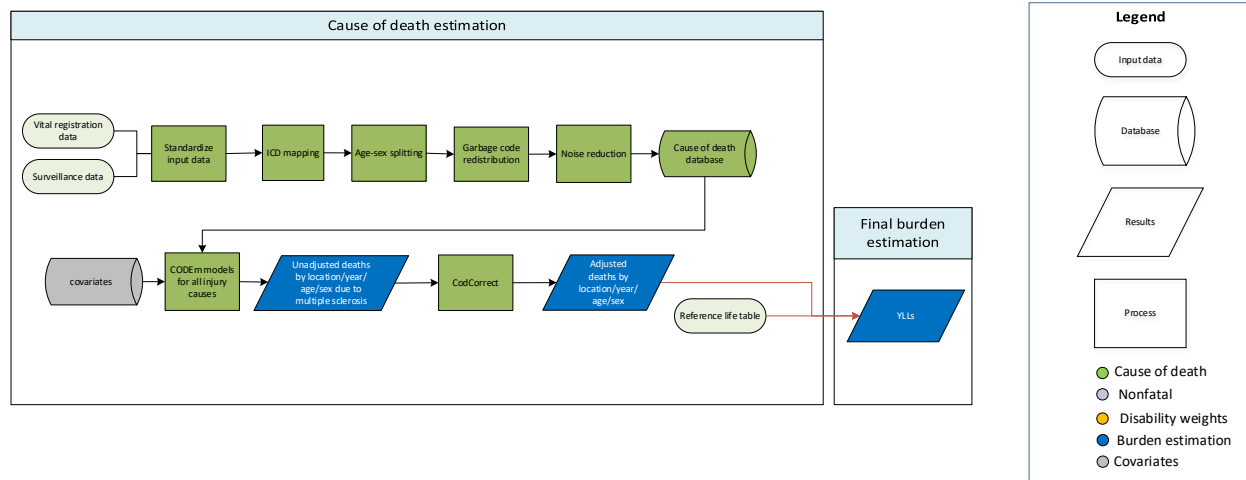 Cause of death estimation
Vital registration
data
Surveillance data
Standardize
input data
ICD mapping
Age-sex splitting
Garbage code
redistribution
Noise reduction
Cause of death
database
covariates
CODEm models
for all injury
causes
Unadjusted deaths
by location/year/
age/sex due to
multiple sclerosis
CodCorrect
Adjusted
deaths by
location/year/
age/sex
Reference life table
Final burden
estimation
YLLs
Legend
Input data
Database
Results
Process
Cause of death
Nonfatal
Disability weights
Burden estimation
Covariates